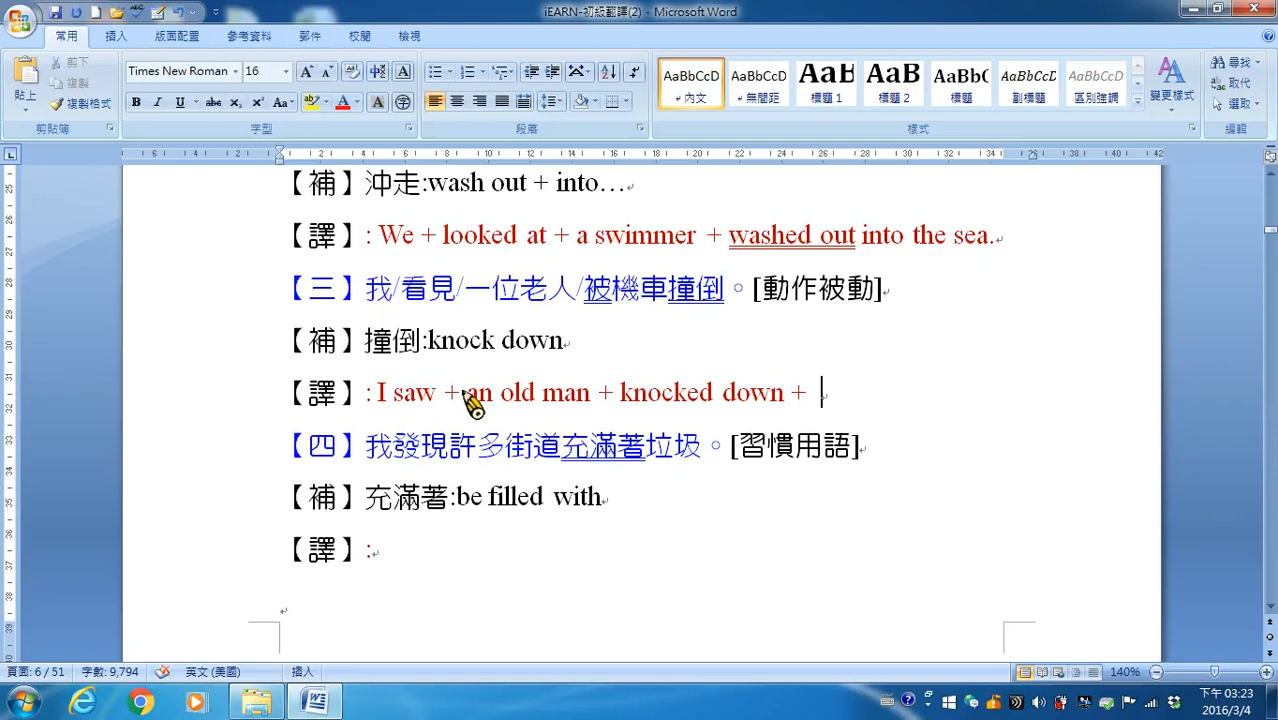 iEARN-初級翻譯(2) - Microsoft Word
常用 插入 版面配置 參考資料 郵件 校閱 檢視
貼上 剪下 複製 複製格式 剪貼簿
Times New Roman 16 字型
段落
AaBbCcD 內文 AaBbCcD 無間距 AaBb 標題 1 AaB 標題 2 AaBbC 標題 AaBbCcD 副標題 AaBbCcD 區別強調 變更樣式 樣式
尋找 取代 選取 編輯
【補】沖走:wash out + into…
【譯】: We + looked at + a swimmer + washed out into the sea.
【三】我/看見/一位老人/被機車撞倒。[動作被動]
【補】撞倒:knock down
【譯】: I saw + an old man + knocked down +
【四】我發現許多街道充滿著垃圾。[習慣用語]
【補】充滿著:be filled with
【譯】:
頁面: 6 / 51 字數: 9,794 英文 (美國) 插入 140%
下午 03:23
2016/3/4